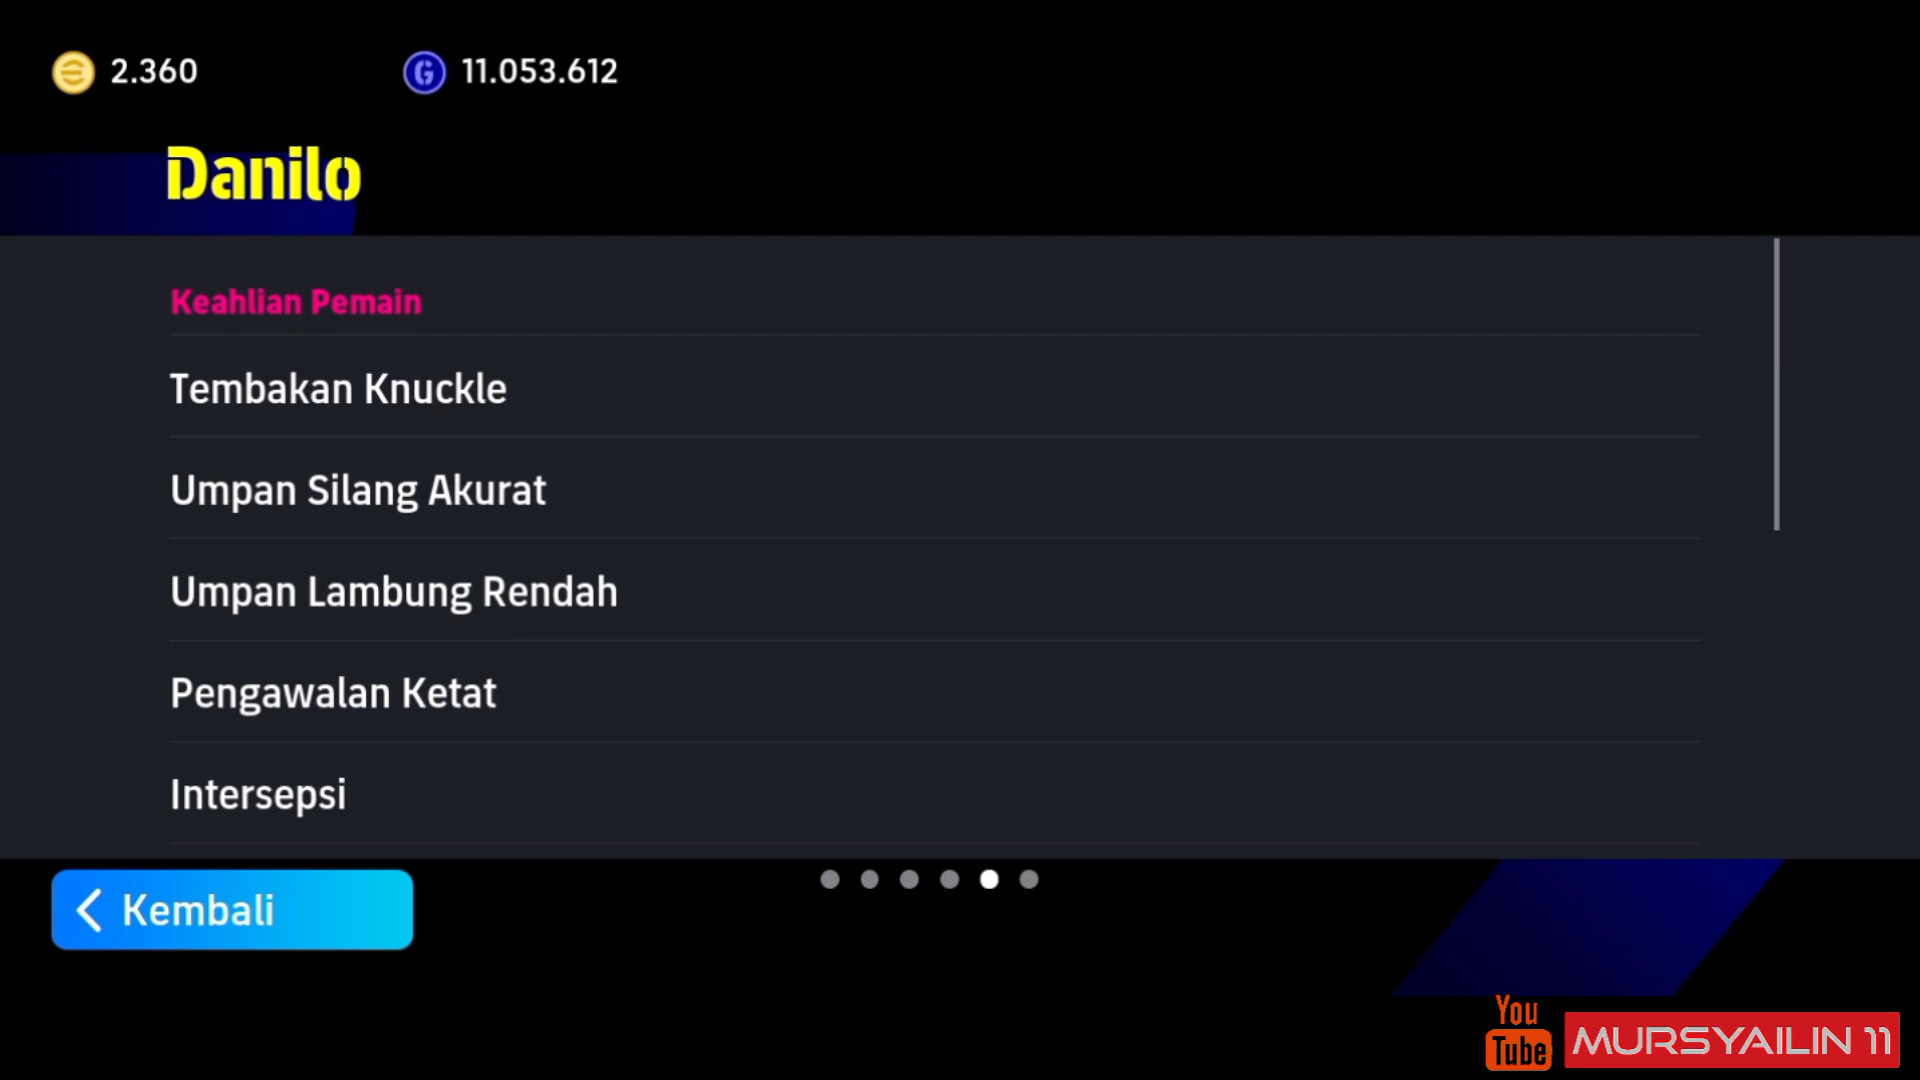 2.360
11.053.612
Danilo
Keahlian Pemain
Tembakan Knuckle
Umpan Silang Akurat
Umpan Lambung Rendah
Pengawalan Ketat
Intersepsi
Kembali
You
Tube
MURSYAILIN 11